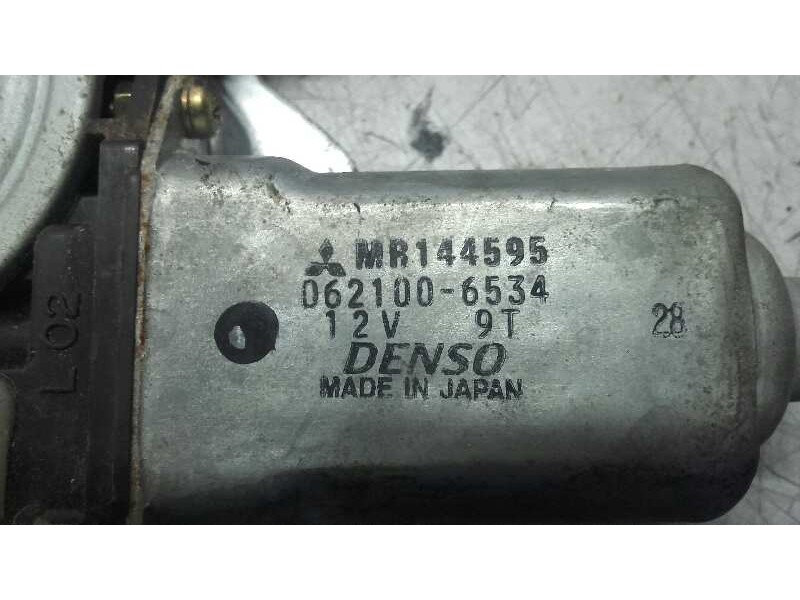 MR144595
062100-6534
12V 9T 28
DENSO
MADE IN JAPAN
L02